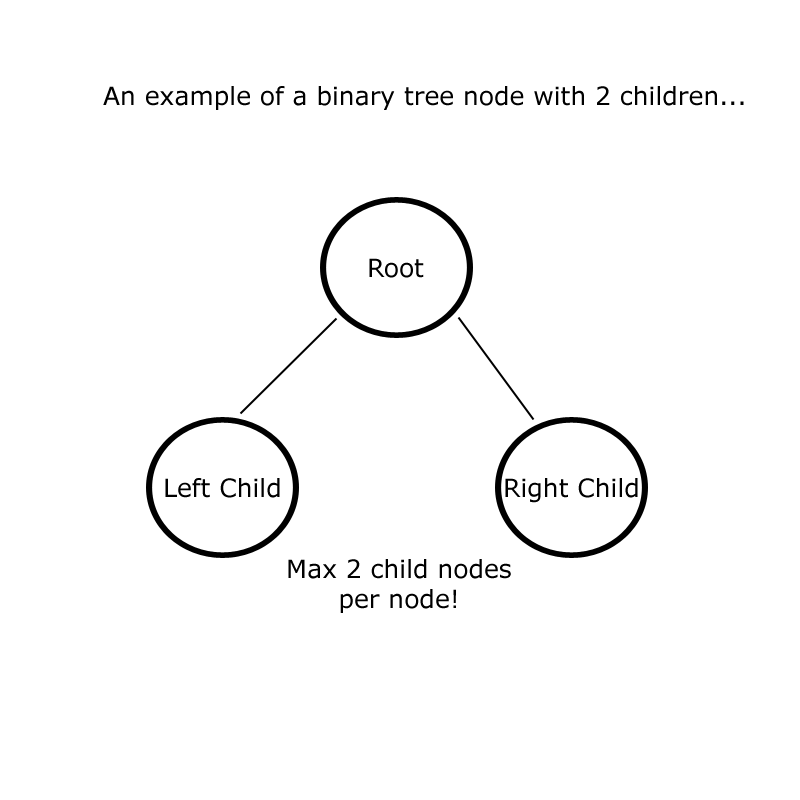 An example of a binary tree node with 2 children...
Root
Left Child
Right Child
Max 2 child nodes
per node!